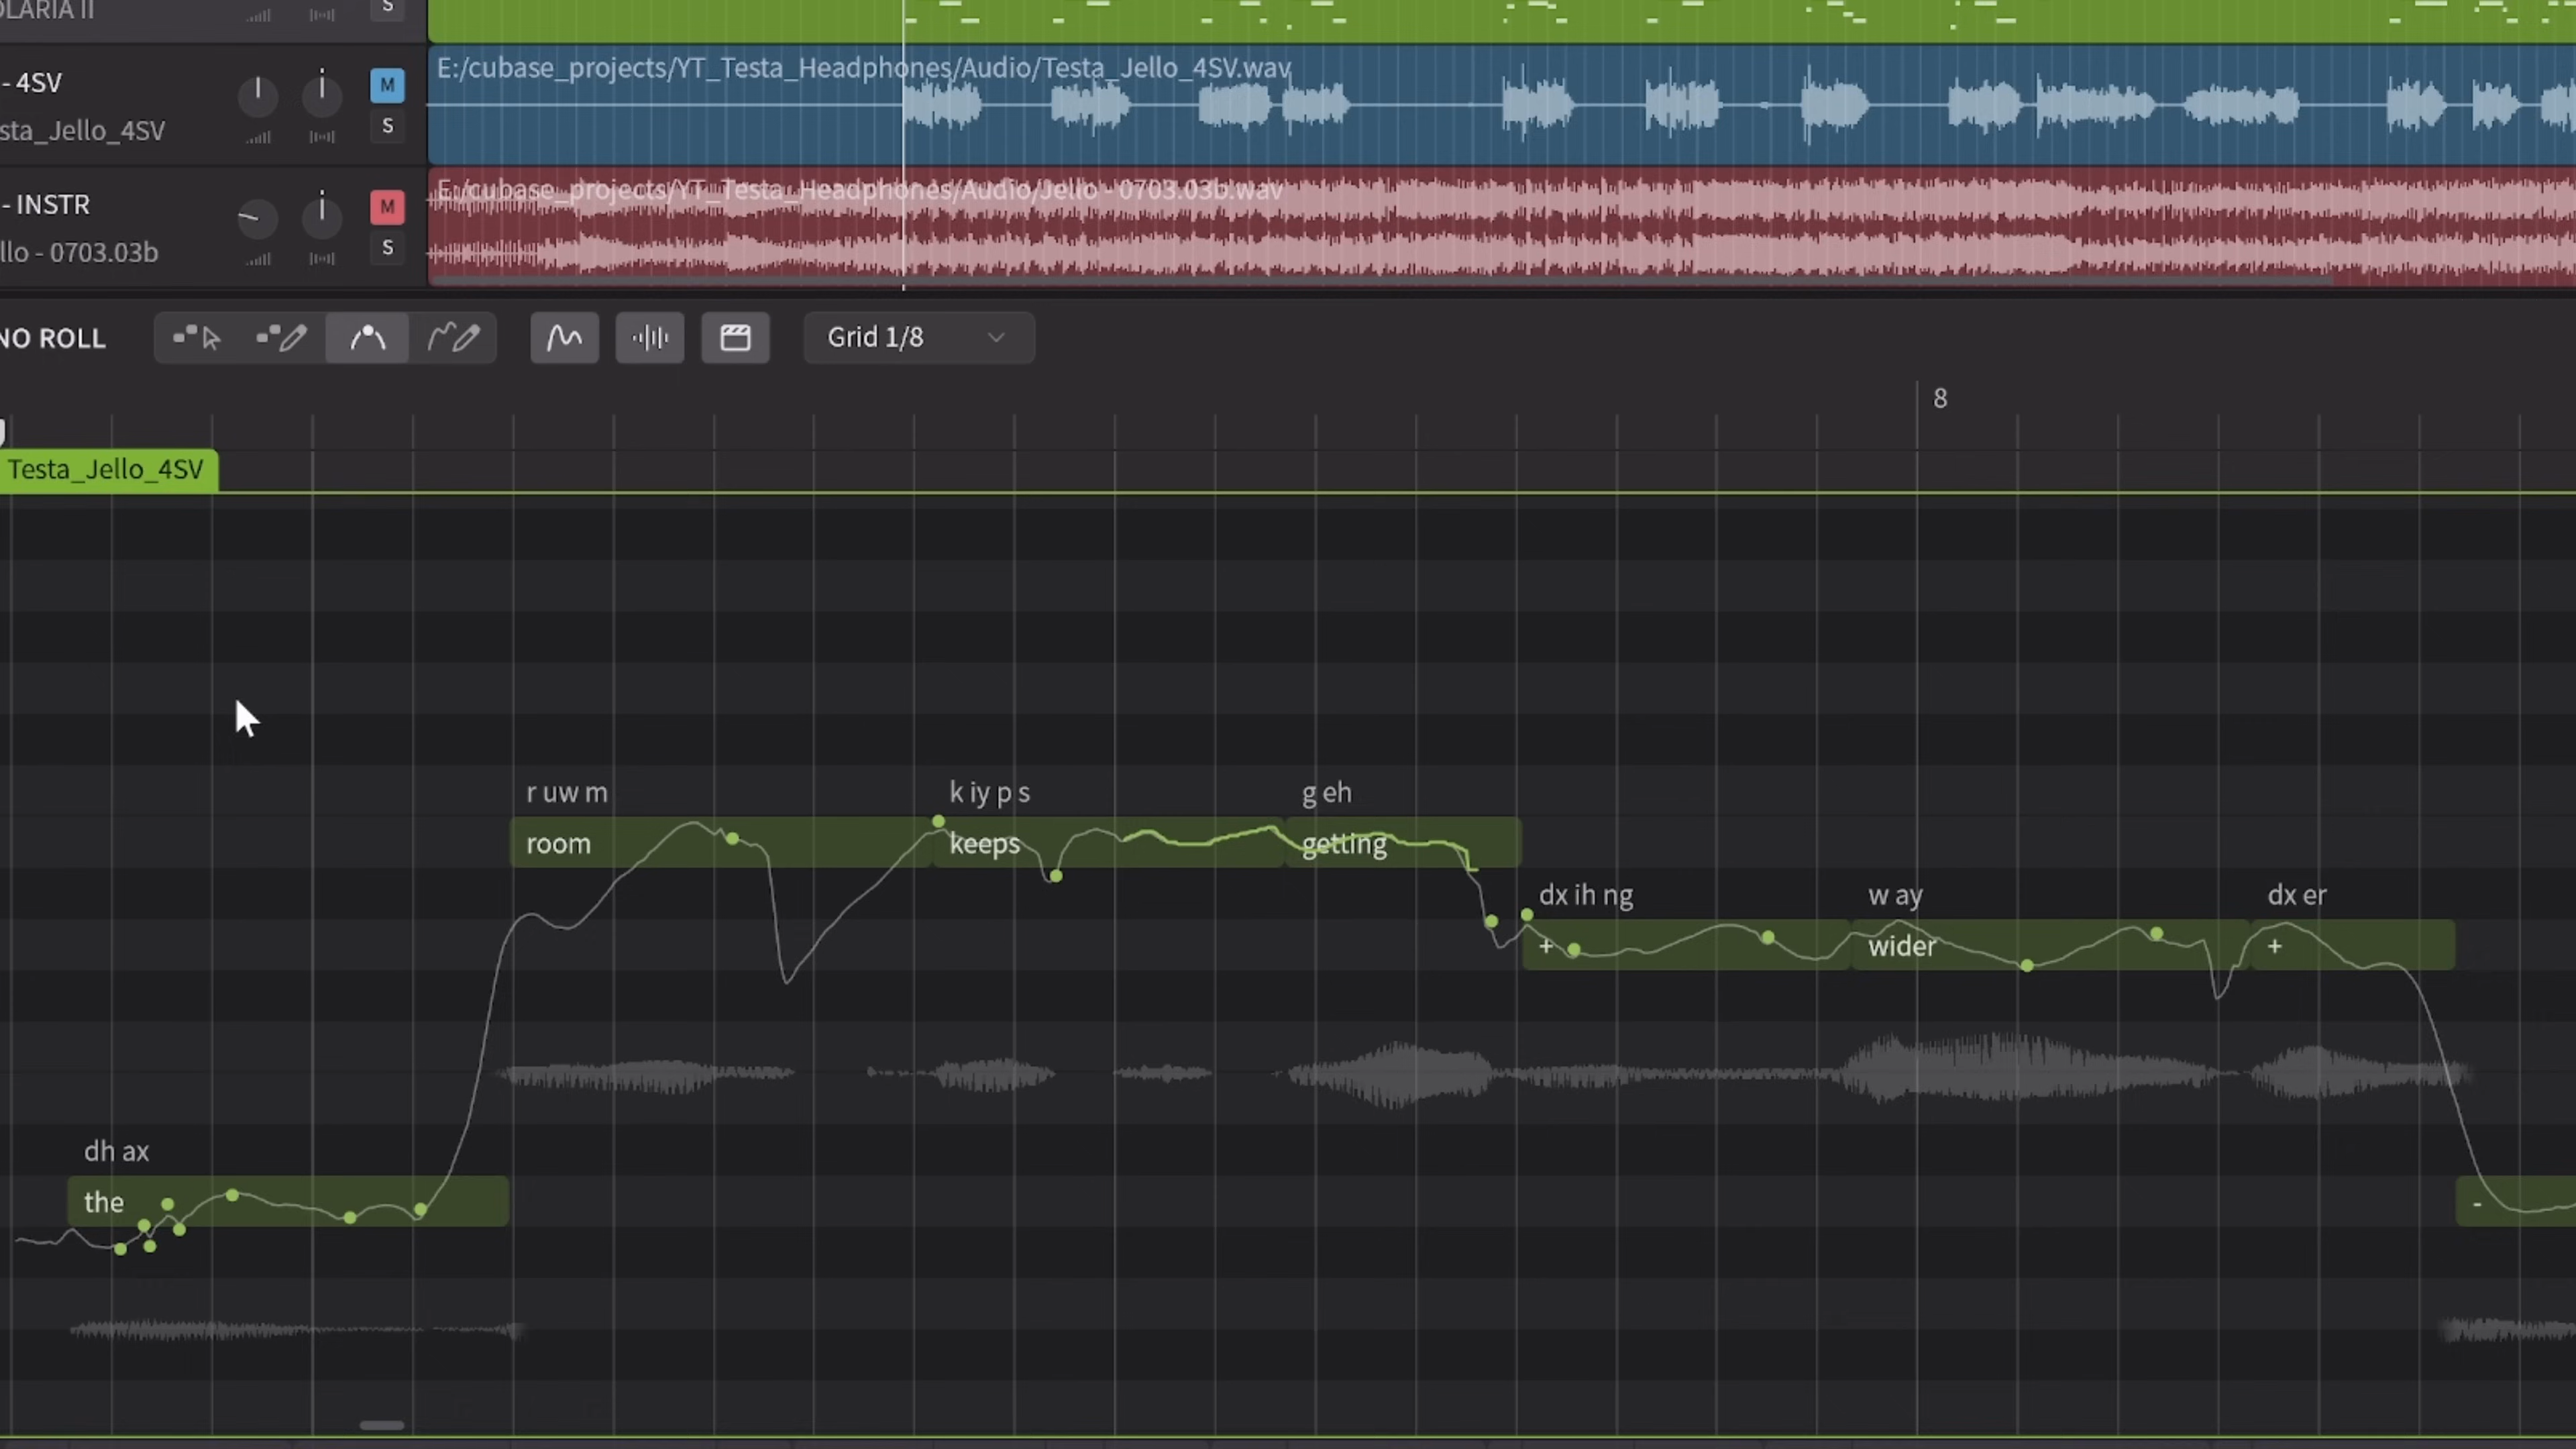 OLARIA II
S
- 4SV
M
E:/cubase_projects/YT_Testa_Headphones/Audio/Testa_Jello_4SV.wav
sta_Jello_4SV
S
- INSTR
M
E:/cubase_projects/YT_Testa_Headphones/Audio/Jello - 0703.03b.wav
llo - 0703.03b
S
NO ROLL
Grid 1/8
8
Testa_Jello_4SV
r uw m
k iy p s
g eh
room
keeps
getting
dx ih ng
w ay
dx er
+
wider
+
dh ax
the
-